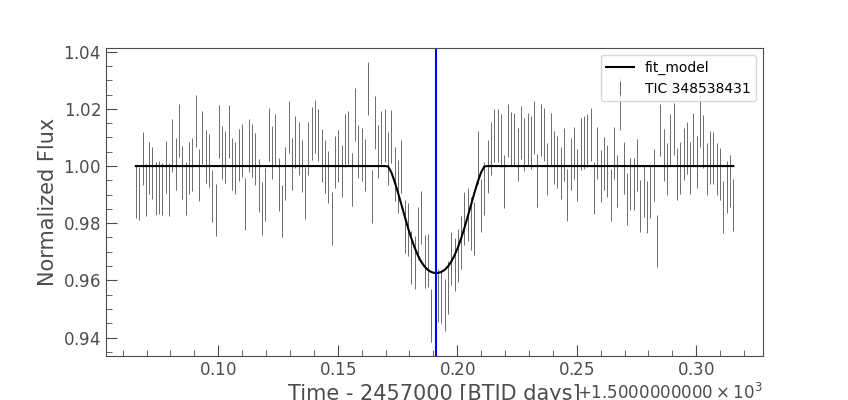 1.04
1.02
1.00
0.98
0.96
0.94
Normalized Flux
fit_model
TIC 348538431
0.10 0.15 0.20 0.25 0.30
Time - 2457000 [BTJD days]
+1.5000000000 × 10³